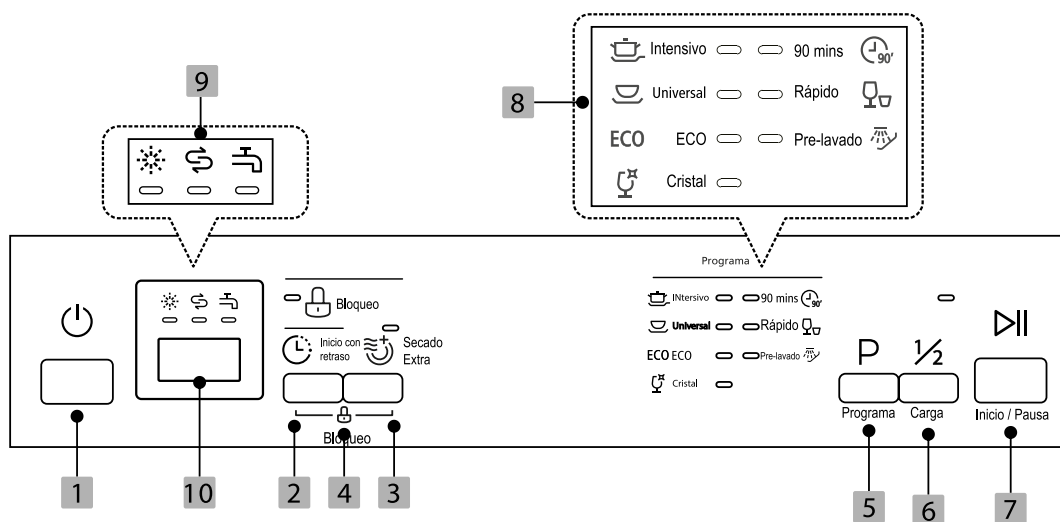 9
8
Intensivo
90 mins
90'
Universal
Rápido
ECO
ECO
Pre-lavado
Cristal
Bloqueo
Inicio con
retraso
Secado
Extra
Bloqueo
Programa
INtersivo
90 mins
90'
Universal
Rápido
ECO ECO
Pre-lavado
Cristal
P
1/2
Programa
Carga
Inicio / Pausa
1
10
2
4
3
5
6
7